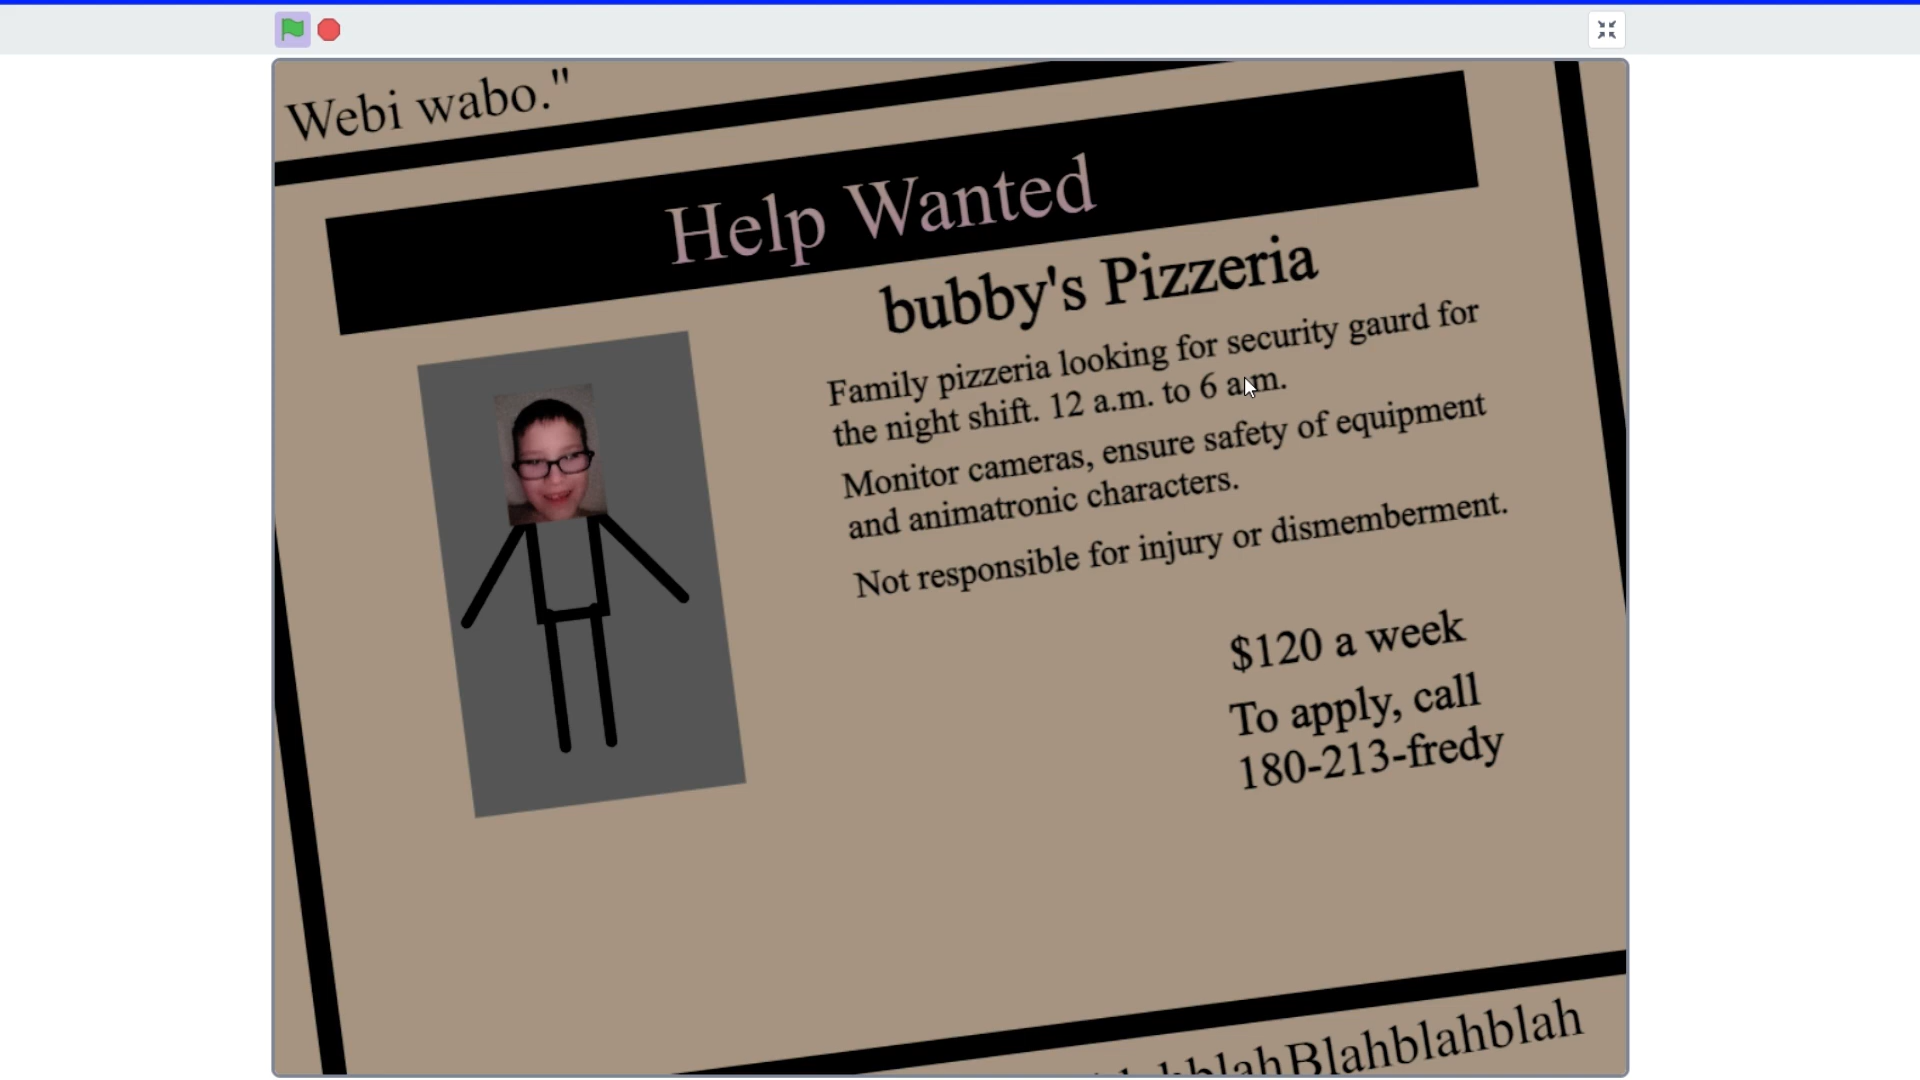 Webi wabo."
Help Wanted
bubby's Pizzeria
Family pizzeria looking for security gaurd for
the night shift. 12 a.m. to 6 a.m.
Monitor cameras, ensure safety of equipment
and animatronic characters.
Not responsible for injury or dismemberment.
$120 a week
To apply, call
180-213-fredy
Blahblahblah